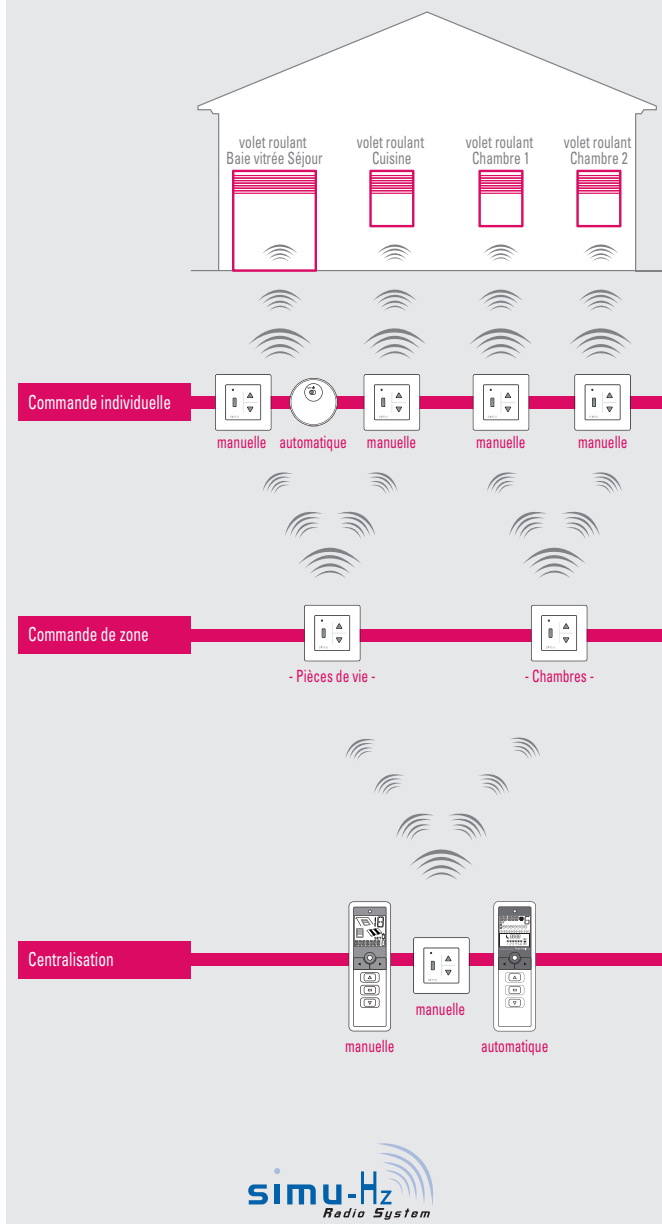 volet roulant
Baie vitrée Séjour
volet roulant
Cuisine
volet roulant
Chambre 1
volet roulant
Chambre 2
Commande individuelle
manuelle
automatique
manuelle
manuelle
manuelle
Commande de zone
- Pièces de vie -
- Chambres -
Centralisation
manuelle
manuelle
automatique
simu-Hz
Radio System